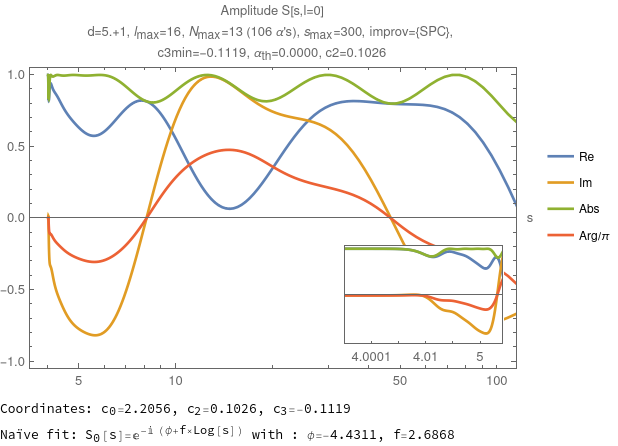 Amplitude S[s,l=0]
d=5.+1, lmax=16, Nmax=13 (106 α's), smax=300, improv={SPC},
c3min=-0.1119, αth=0.0000, c2=0.1026
1.0
0.5
0.0
-0.5
-1.0
s
Re
Im
Abs
Arg/π
4.0001 4.01 5
5 10 50 100
Coordinates: c0=2.2056, c2=0.1026, c3=-0.1119
Naïve fit: S0[s]=e^-i (ϕ+f×Log[s]) with : ϕ=-4.4311, f=2.6868